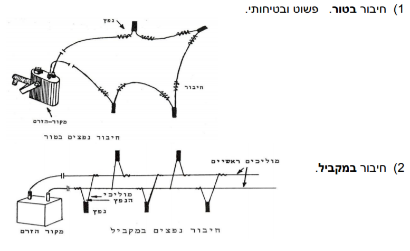 1) חיבור בטור. פשוט ובטיחותי.
נפץ
חיבור
מקור-הזרם
חיבור נפצים בטור
2) חיבור במקביל.
מוליכים ראשיים
מוליכי
הנפץ
נפץ
מקור הזרם
חיבור נפצים במקביל